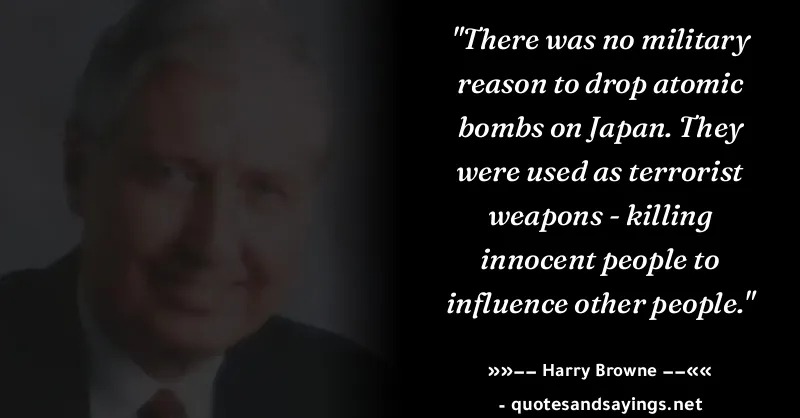 "There was no military
reason to drop atomic
bombs on Japan. They
were used as terrorist
weapons - killing
innocent people to
influence other people."
»»−− Harry Browne −−««
- quotesandsayings.net